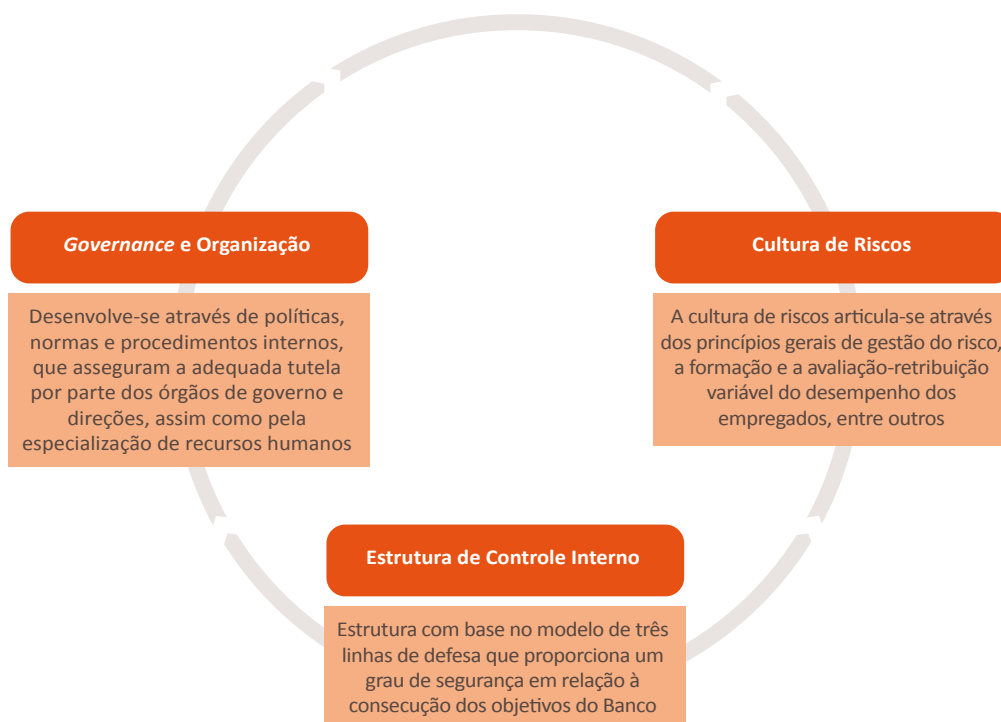 Governance e Organização
Desenvolve-se através de políticas,
normas e procedimentos internos,
que asseguram a adequada tutela
por parte dos órgãos de governo e
direções, assim como pela
especialização de recursos humanos
Cultura de Riscos
A cultura de riscos articula-se através
dos princípios gerais de gestão do risco,
a formação e a avaliação-retribuição
variável do desempenho dos
empregados, entre outros
Estrutura de Controle Interno
Estrutura com base no modelo de três
linhas de defesa que proporciona um
grau de segurança em relação à
consecução dos objetivos do Banco